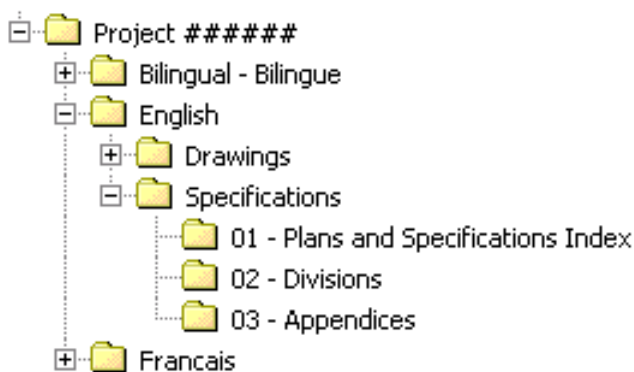 Project ######
Bilingual - Bilingue
English
Drawings
Specifications
01 - Plans and Specifications Index
02 - Divisions
03 - Appendices
Francais